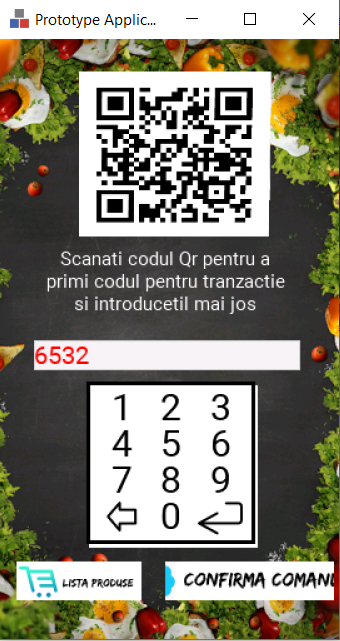 Prototype Applic...
Scanati codul Qr pentru a
primi codul pentru tranzactie
si introducetil mai jos
6532
1 2 3
4 5 6
7 8 9
0
LISTA PRODUSE
CONFIRMA COMAN